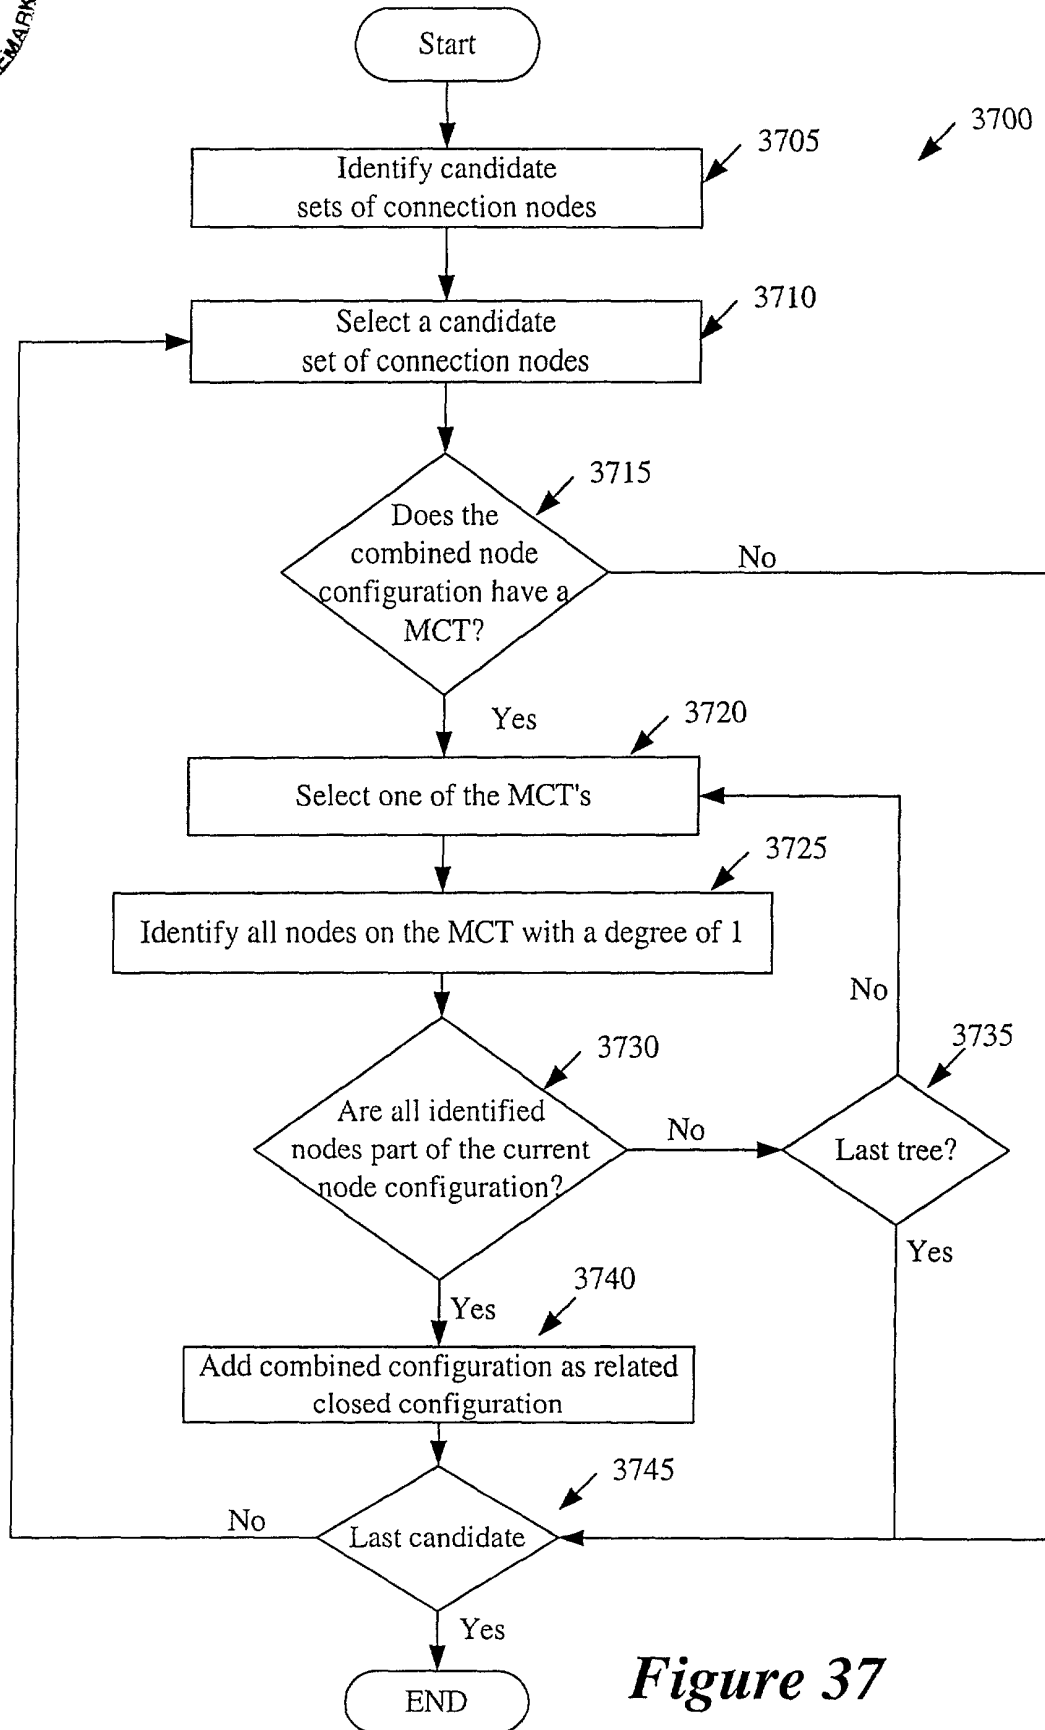 EMARK
Start
3700
3705
Identify candidate
sets of connection nodes
3710
Select a candidate
set of connection nodes
3715
Does the
combined node
configuration have a
MCT?
No
Yes
3720
Select one of the MCT's
3725
Identify all nodes on the MCT with a degree of 1
No
3730
3735
Are all identified
nodes part of the current
node configuration?
No
Last tree?
Yes
Yes
3740
Add combined configuration as related
closed configuration
3745
No
Last candidate
Yes
END
Figure 37